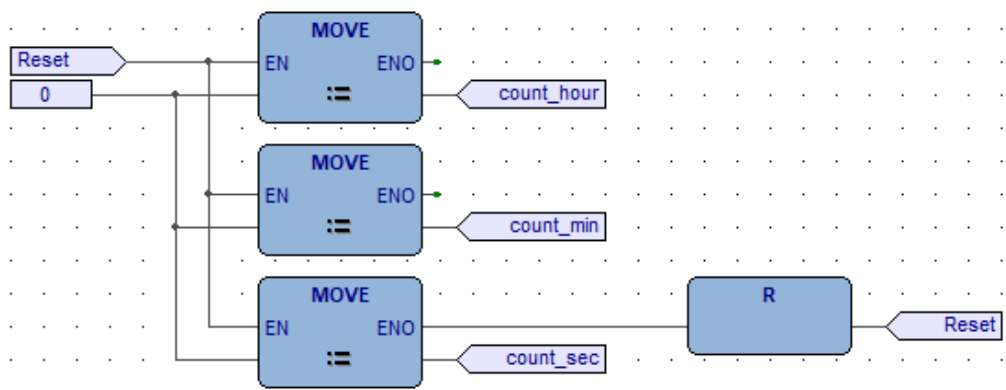 MOVE
Reset EN ENO
0 := count_hour
MOVE
EN ENO
:= count_min
MOVE R
EN ENO Reset
:= count_sec